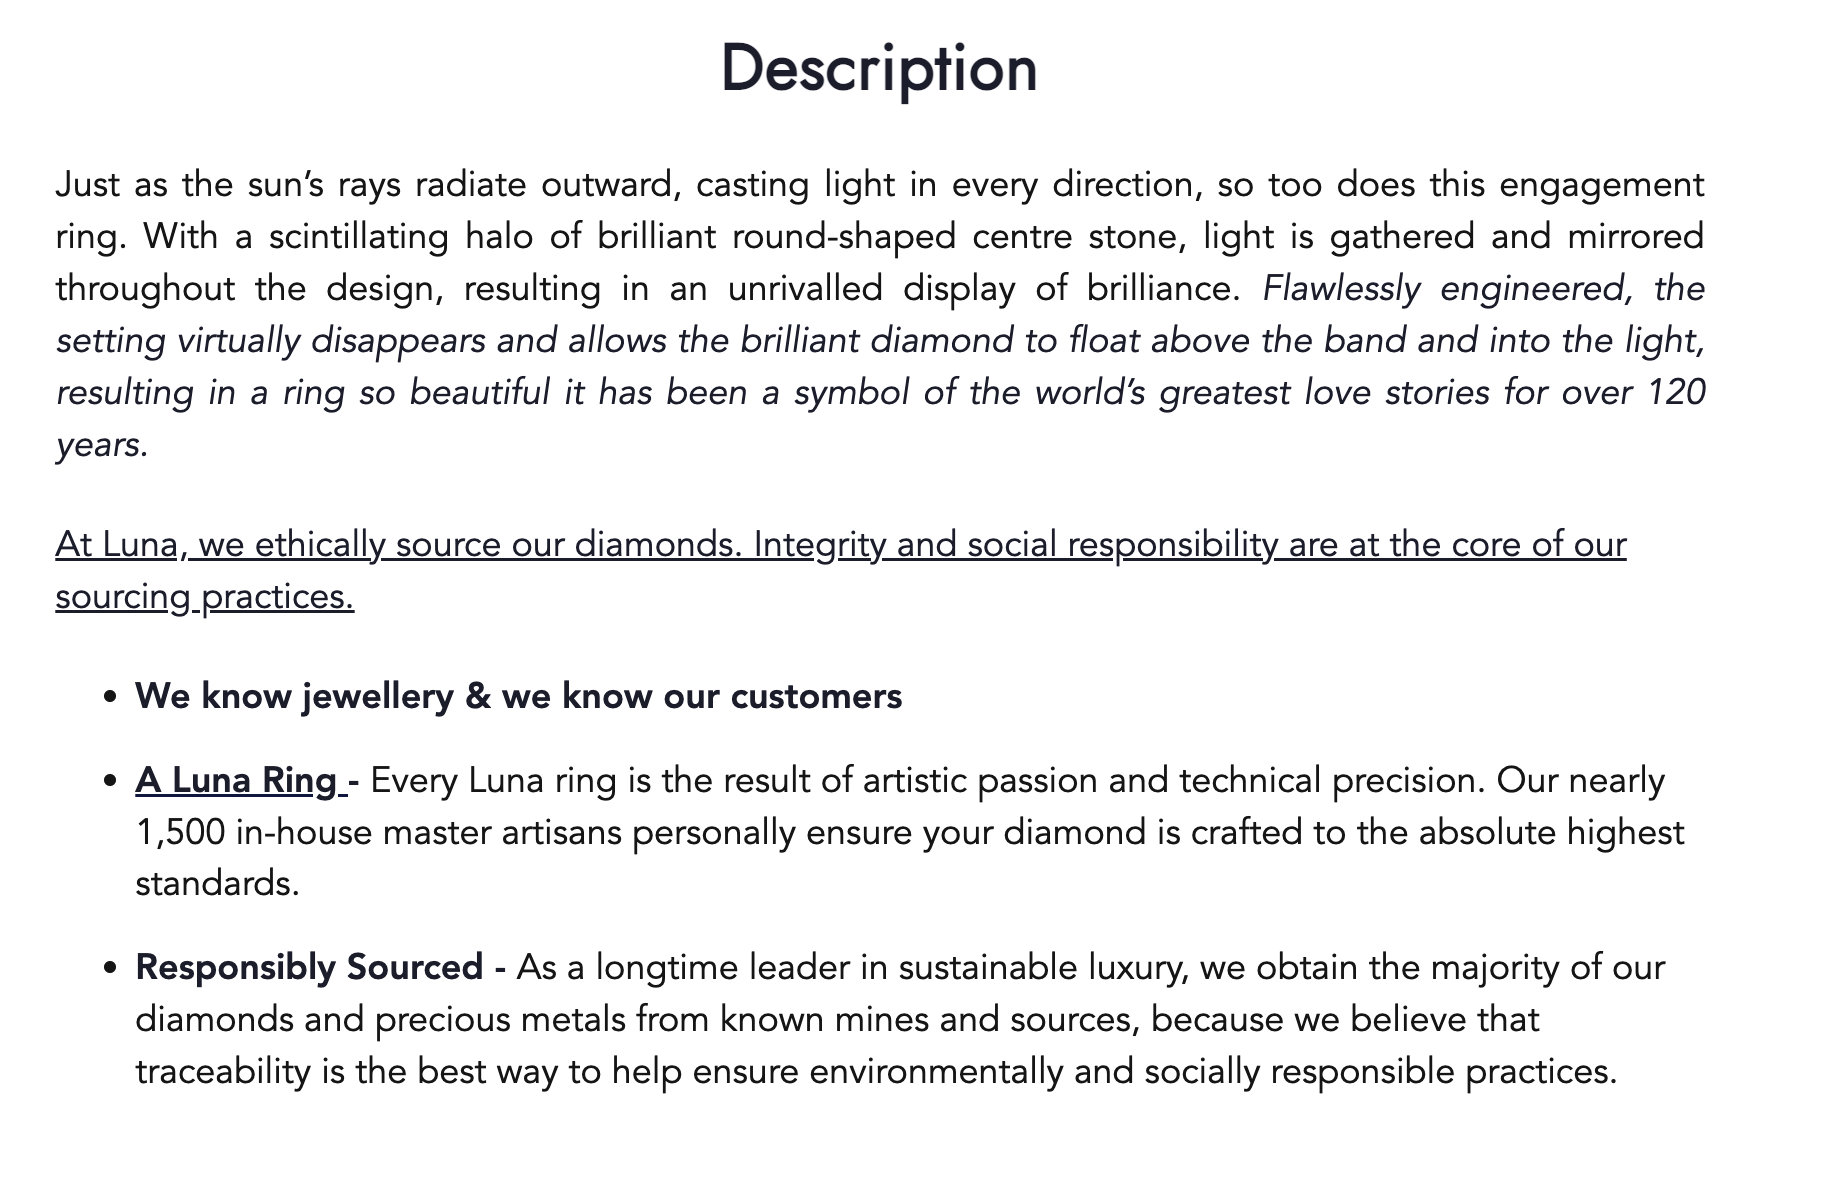 Description
Just as the sun’s rays radiate outward, casting light in every direction, so too does this engagement
ring. With a scintillating halo of brilliant round-shaped centre stone, light is gathered and mirrored
throughout the design, resulting in an unrivalled display of brilliance. Flawlessly engineered, the
setting virtually disappears and allows the brilliant diamond to float above the band and into the light,
resulting in a ring so beautiful it has been a symbol of the world’s greatest love stories for over 120
years.
At Luna, we ethically source our diamonds. Integrity and social responsibility are at the core of our
sourcing practices.
• We know jewellery & we know our customers
• A Luna Ring - Every Luna ring is the result of artistic passion and technical precision. Our nearly
1,500 in-house master artisans personally ensure your diamond is crafted to the absolute highest
standards.
• Responsibly Sourced - As a longtime leader in sustainable luxury, we obtain the majority of our
diamonds and precious metals from known mines and sources, because we believe that
traceability is the best way to help ensure environmentally and socially responsible practices.